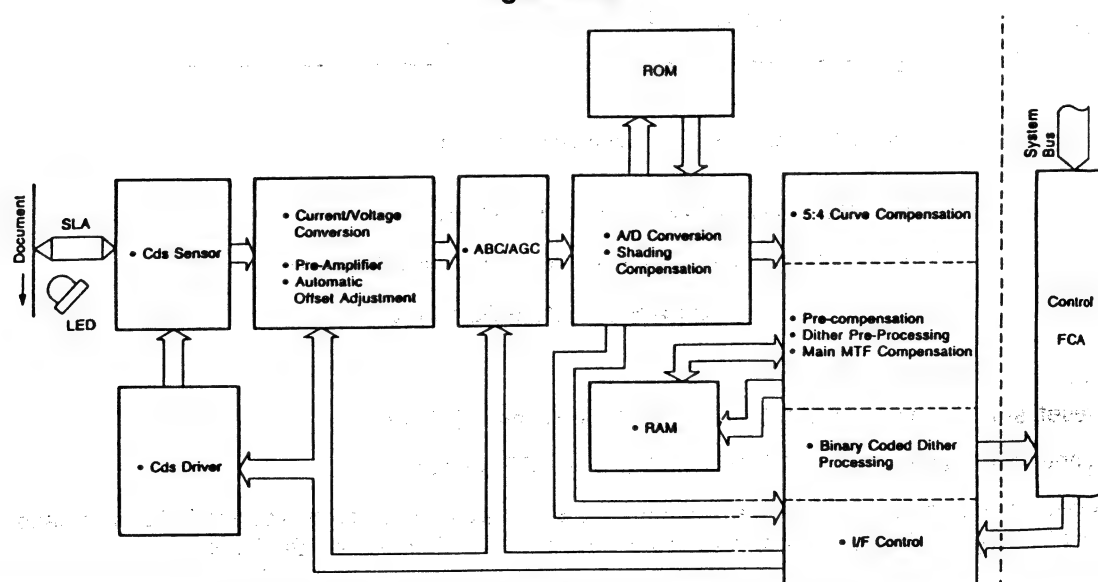 ROM
System
Bus
Document
SLA
LED
• Cds Sensor
• Current/Voltage
Conversion
• Pre-Amplifier
• Automatic
Offset Adjustment
• ABC/AGC
• A/D Conversion
• Shading
Compensation
• 5:4 Curve Compensation
• Pre-compensation
• Dither Pre-Processing
• Main MTF Compensation
Control
FCA
• Cds Driver
• RAM
• Binary Coded Dither
Processing
• I/F Control